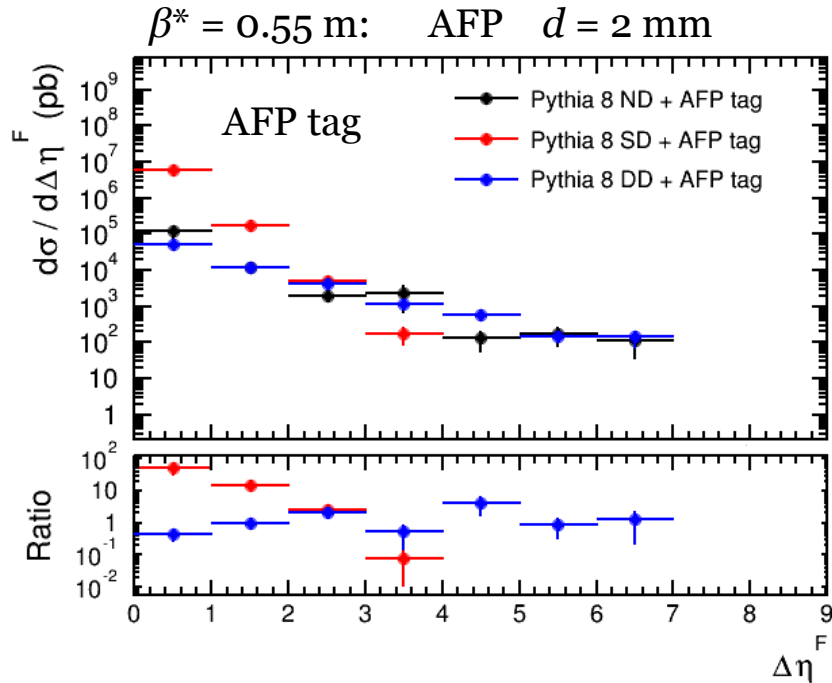 β* = 0.55 m: AFP d = 2 mm
dσ / dΔη^F (pb)
10^9
10^8
10^7
10^6
10^5
10^4
10^3
10^2
10
1
AFP tag
Pythia 8 ND + AFP tag
Pythia 8 SD + AFP tag
Pythia 8 DD + AFP tag
Ratio
10^2
10
1
10^-1
10^-2
0 1 2 3 4 5 6 7 8 9
Δη^F